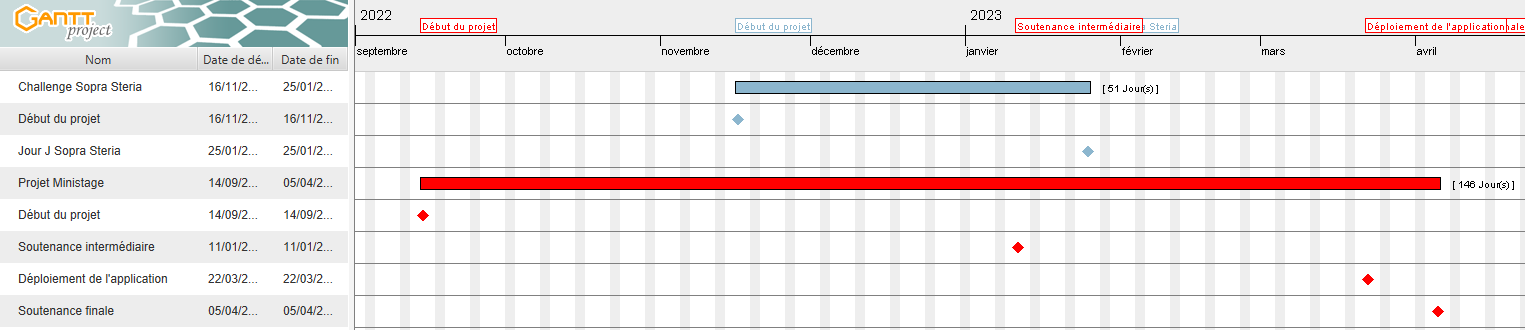 GANTT
project
2022
2023
Début du projet
Début du projet
Soutenance intermédiaire
Steria
Déploiement de l'application
ale
septembre
octobre
novembre
décembre
janvier
février
mars
avril
Nom
Date de dé...
Date de fin
Challenge Sopra Steria 16/11/2... 25/01/2... [ 51 Jour(s) ]
Début du projet 16/11/2... 16/11/2...
Jour J Sopra Steria 25/01/2... 25/01/2...
Projet Ministage 14/09/2... 05/04/2... [ 146 Jour(s) ]
Début du projet 14/09/2... 14/09/2...
Soutenance intermédiaire 11/01/2... 11/01/2...
Déploiement de l'application 22/03/2... 22/03/2...
Soutenance finale 05/04/2... 05/04/2...